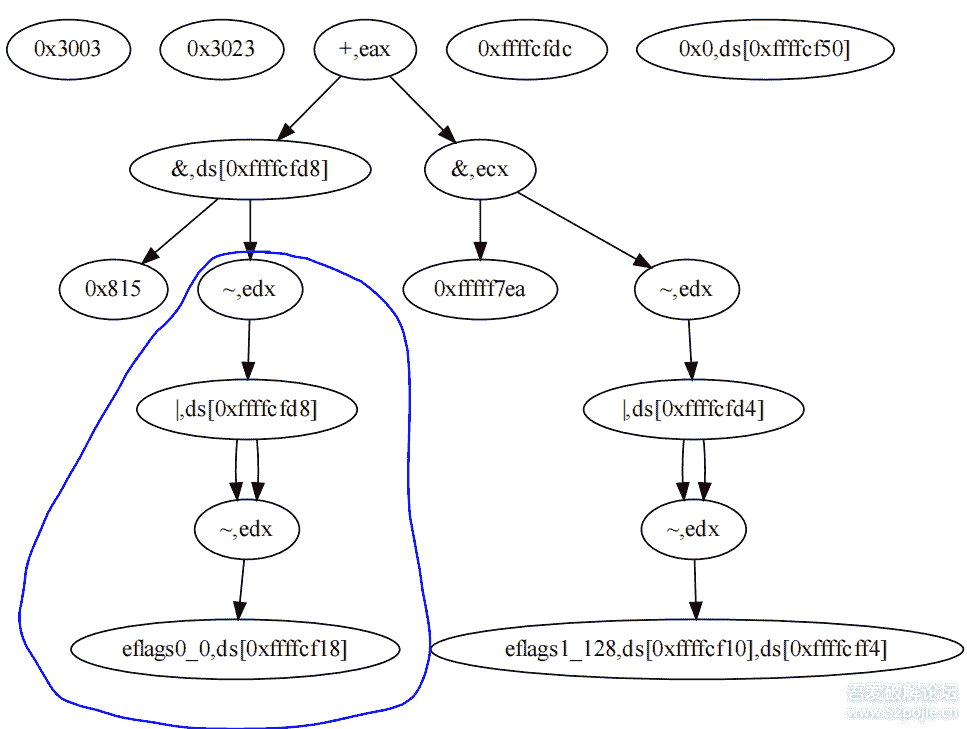 0x3003
0x3023
+,eax
0xffffcfdc
0x0,ds[0xffffcf50]
&,ds[0xffffcfd8]
&,ecx
0x815
~,edx
0xfffff7ea
~,edx
|,ds[0xffffcfd8]
|,ds[0xffffcfd4]
~,edx
~,edx
eflags0_0,ds[0xffffcf18]
eflags1_128,ds[0xffffcf10],ds[0xffffcff4]
吾爱破解论坛
www.52pojie.cn